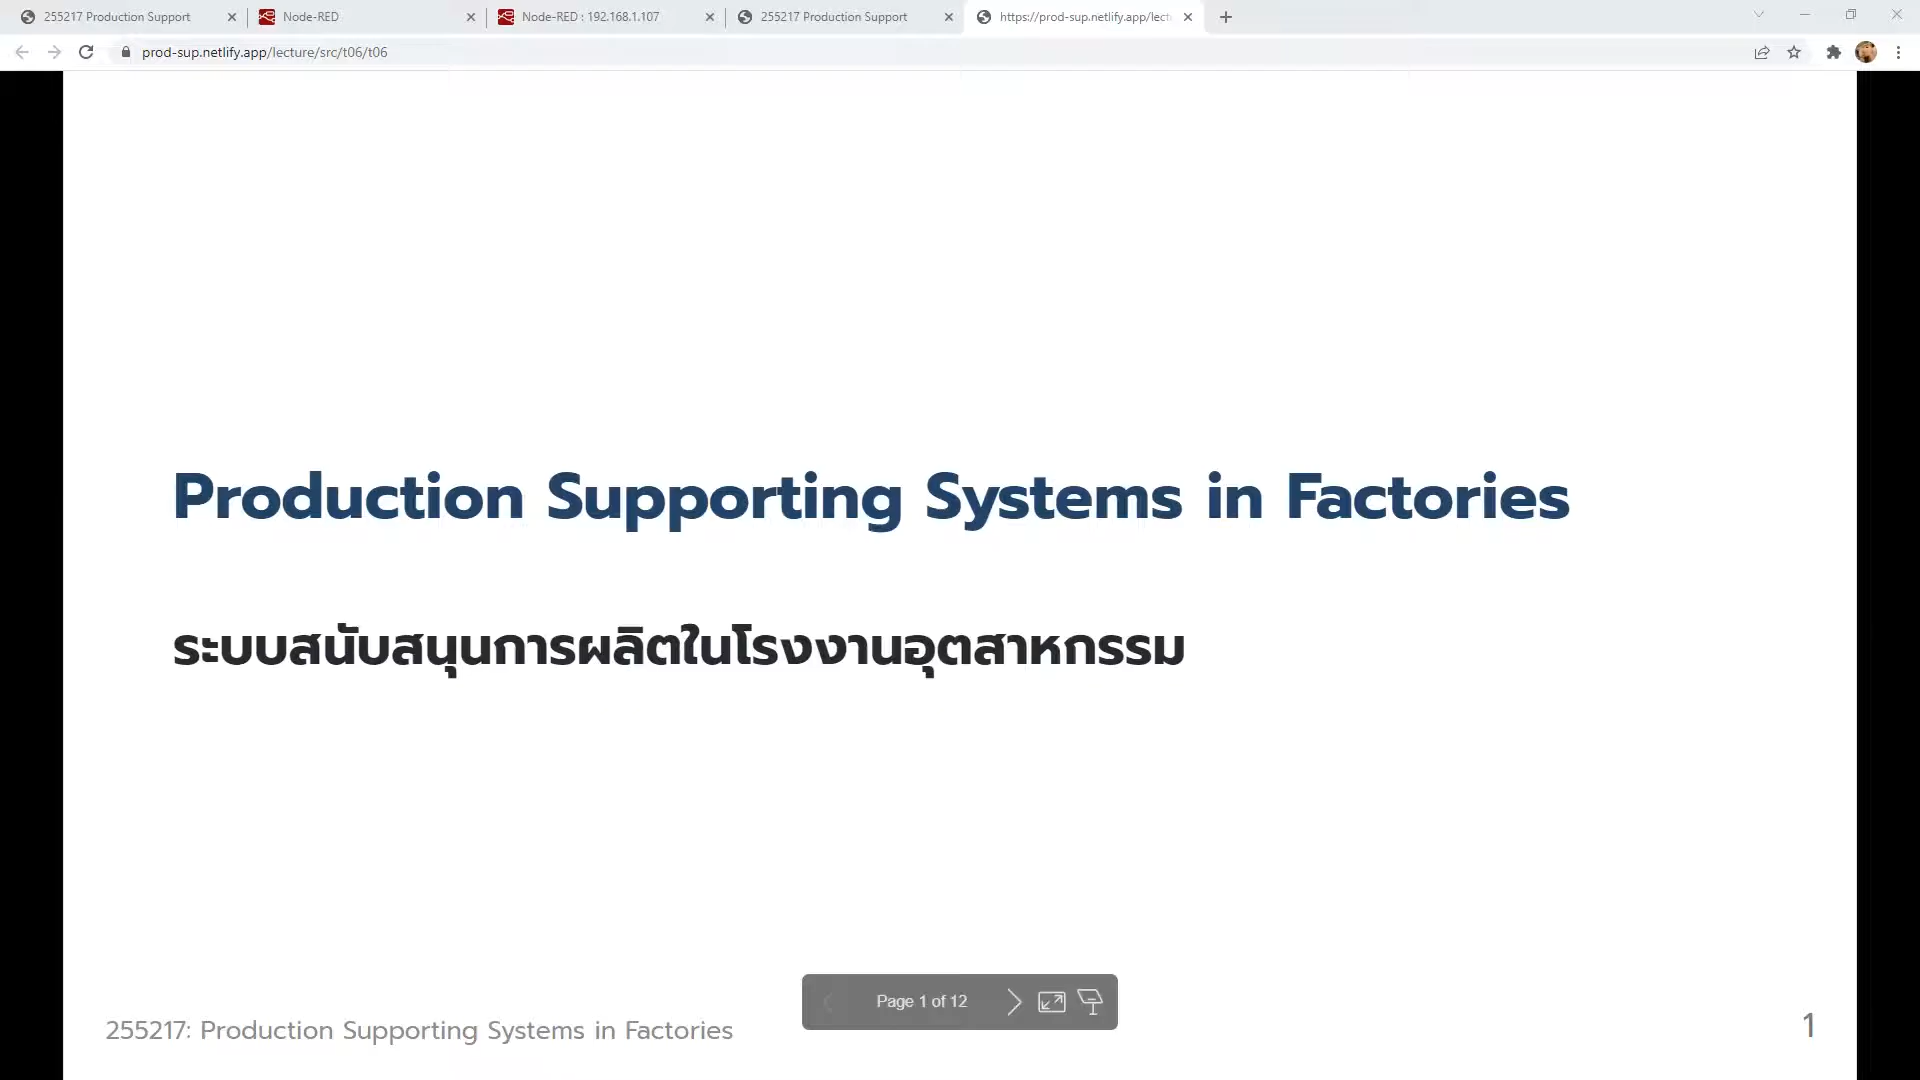 255217 Production Support
Node-RED
Node-RED : 192.168.1.107
255217 Production Support
https://prod-sup.netlify.app/lect
prod-sup.netlify.app/lecture/src/t06/t06
Production Supporting Systems in Factories
ระบบสนับสนุนการผลิตในโรงงานอุตสาหกรรม
Page 1 of 12
255217: Production Supporting Systems in Factories
1